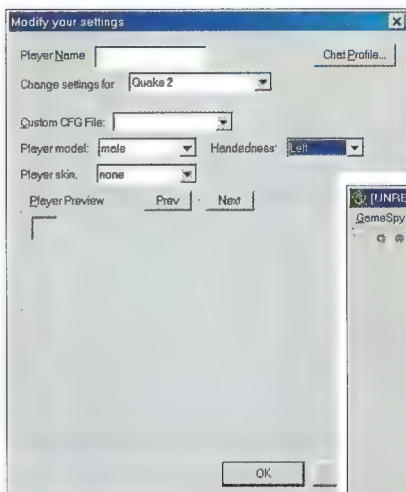 Modify your settings
Player Name
Chat Profile...
Change settings for Quake 2
Custom CFG File:
Player model: male Handedness: Left
Player skin. none
Player Preview Prev Next
[UNRE
GameSpy
OK